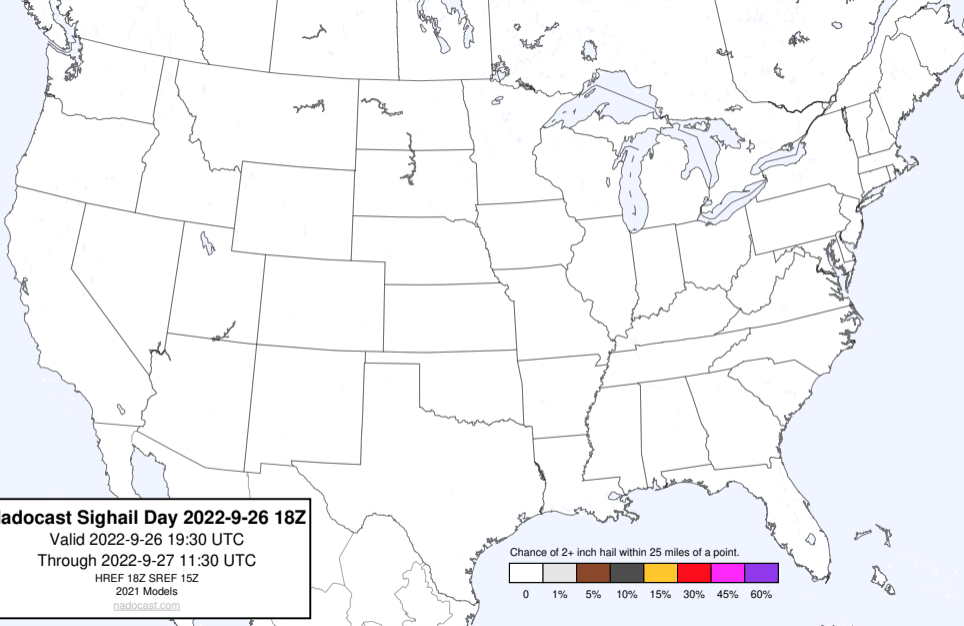 adocast Sighail Day 2022-9-26 18Z
Valid 2022-9-26 19:30 UTC
Through 2022-9-27 11:30 UTC
HREF 18Z SREF 15Z
2021 Models
nadocast.com
Chance of 2+ inch hail within 25 miles of a point.
0 1% 5% 10% 15% 30% 45% 60%